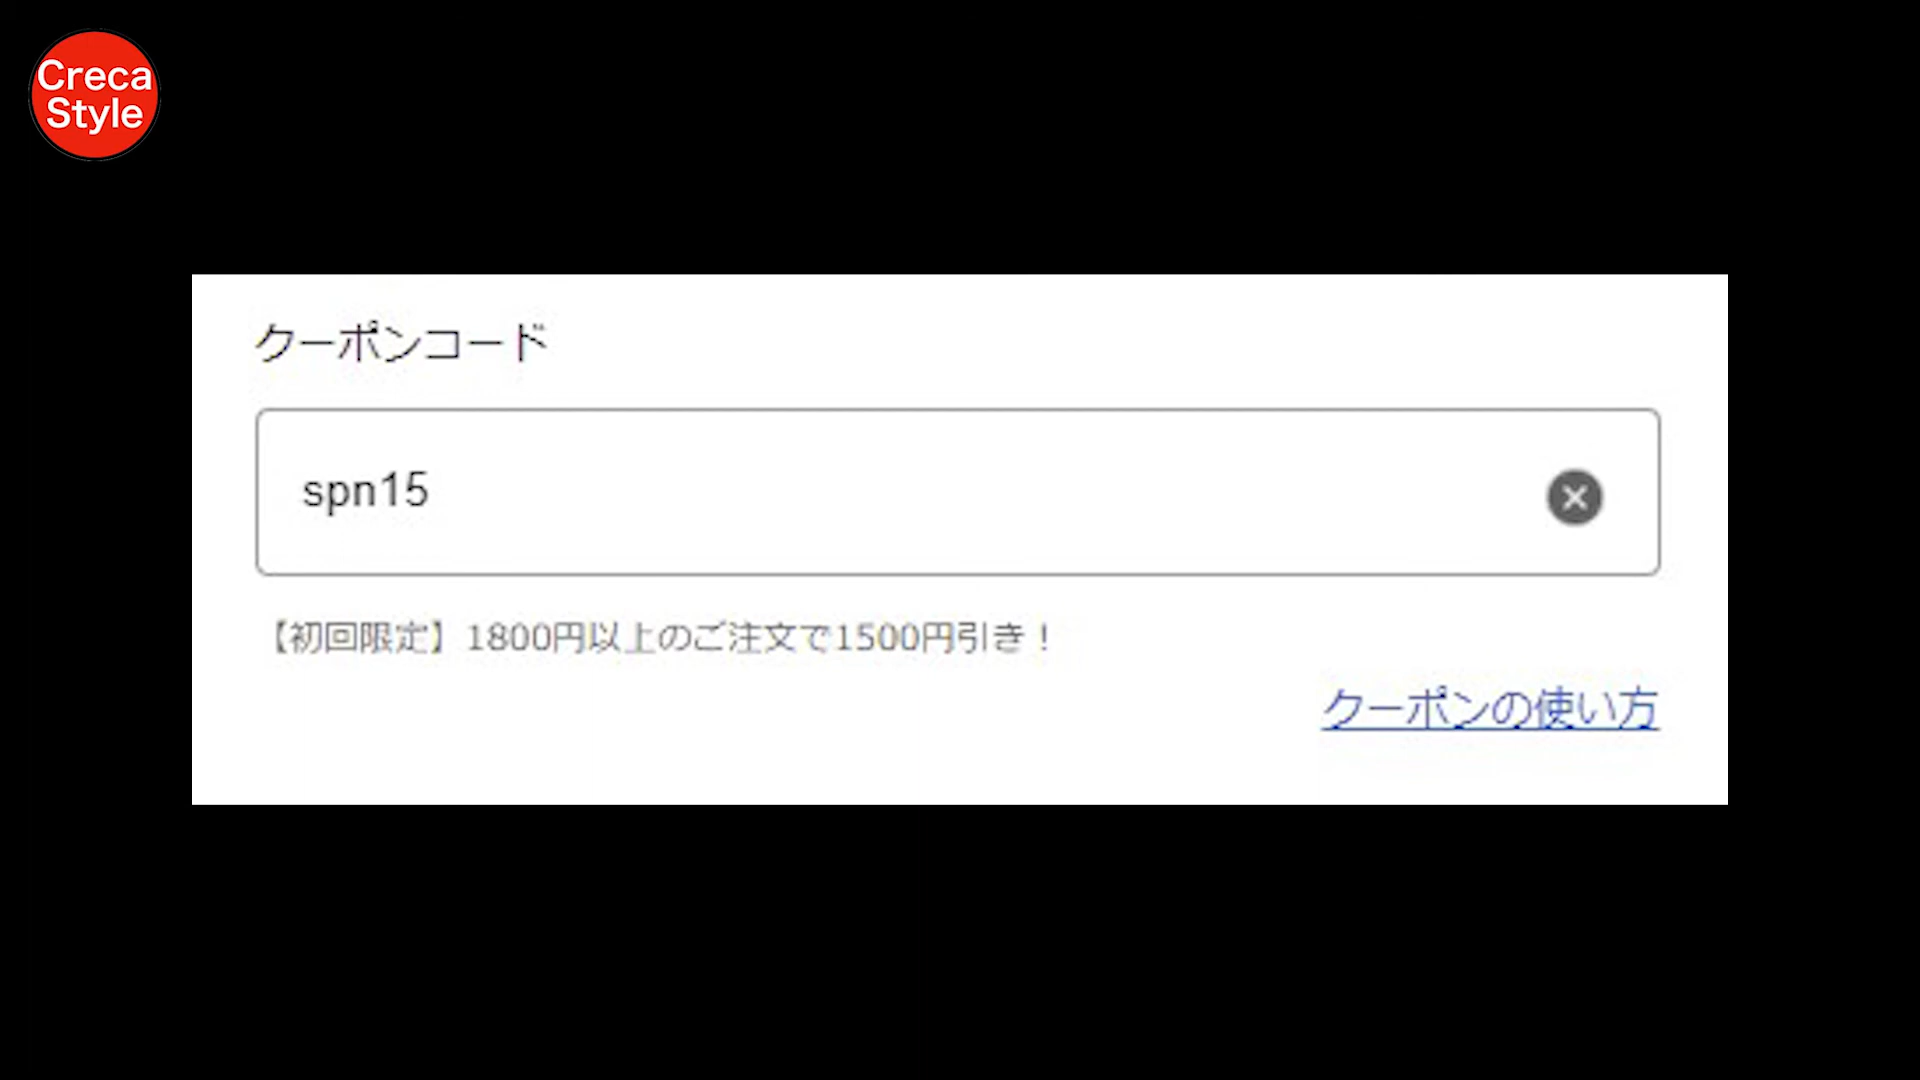 Creca
Style
クーポンコード
spn15
【初回限定】1800円以上のご注文で1500円引き！
クーポンの使い方